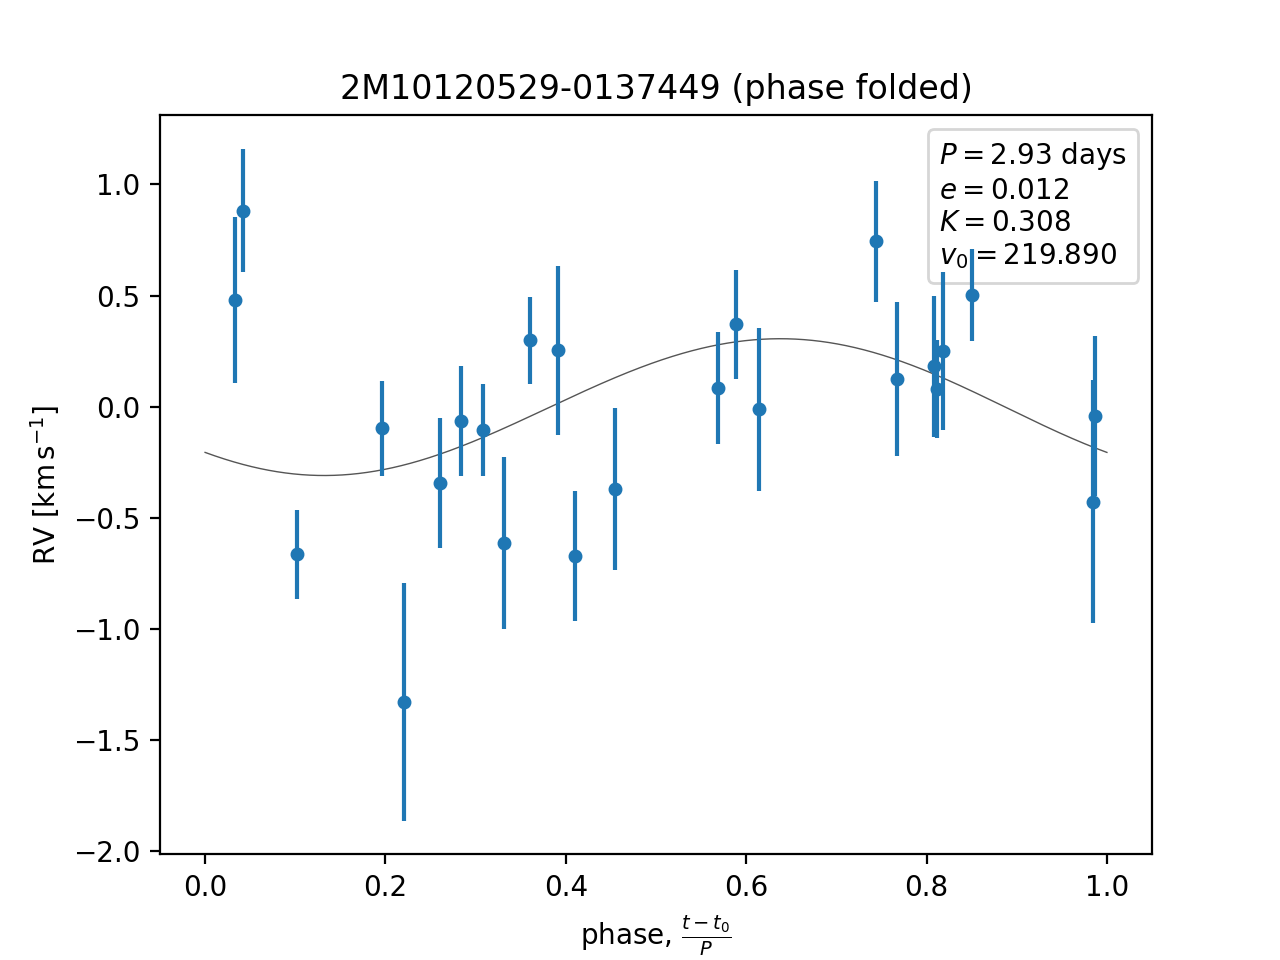 2M10120529-0137449 (phase folded)
P = 2.93 days
e = 0.012
K = 0.308
v₀ = 219.890
1.0
0.5
0.0
−0.5
−1.0
−1.5
−2.0
RV [km s⁻¹]
0.0 0.2 0.4 0.6 0.8 1.0
phase, (t − t₀)/P